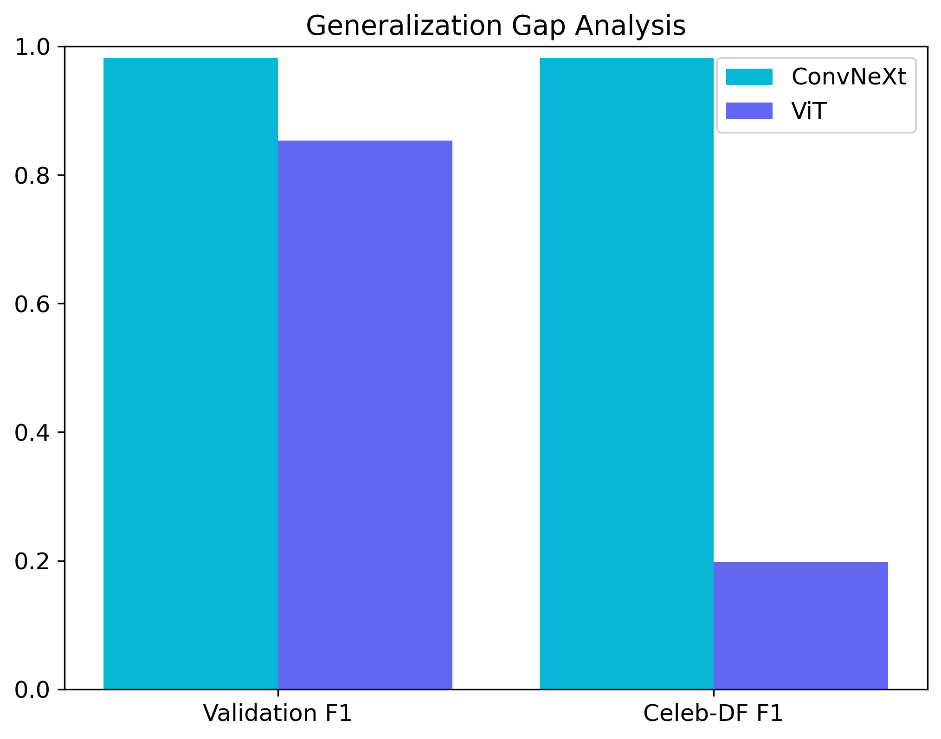 Generalization Gap Analysis
1.0
0.8
0.6
0.4
0.2
0.0
ConvNeXt
ViT
Validation F1
Celeb-DF F1